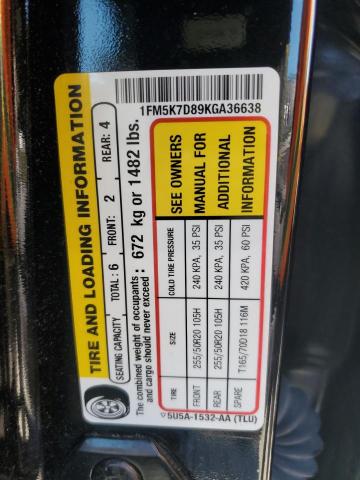 1FM5K7D89KGA36638
TIRE AND LOADING INFORMATION
SEATING CAPACITY TOTAL: 6 FRONT: 2 REAR: 4
The combined weight of occupants
and cargo should never exceed : 672 kg or 1482 lbs.
TIRE SIZE COLD TIRE PRESSURE SEE OWNERS
FRONT 255/50R20 105H 240 KPA, 35 PSI MANUAL FOR
REAR 255/50R20 105H 240 KPA, 35 PSI ADDITIONAL
SPARE T165/70D18 116M 420 KPA, 60 PSI INFORMATION
5U5A-1532-AA (TLU)